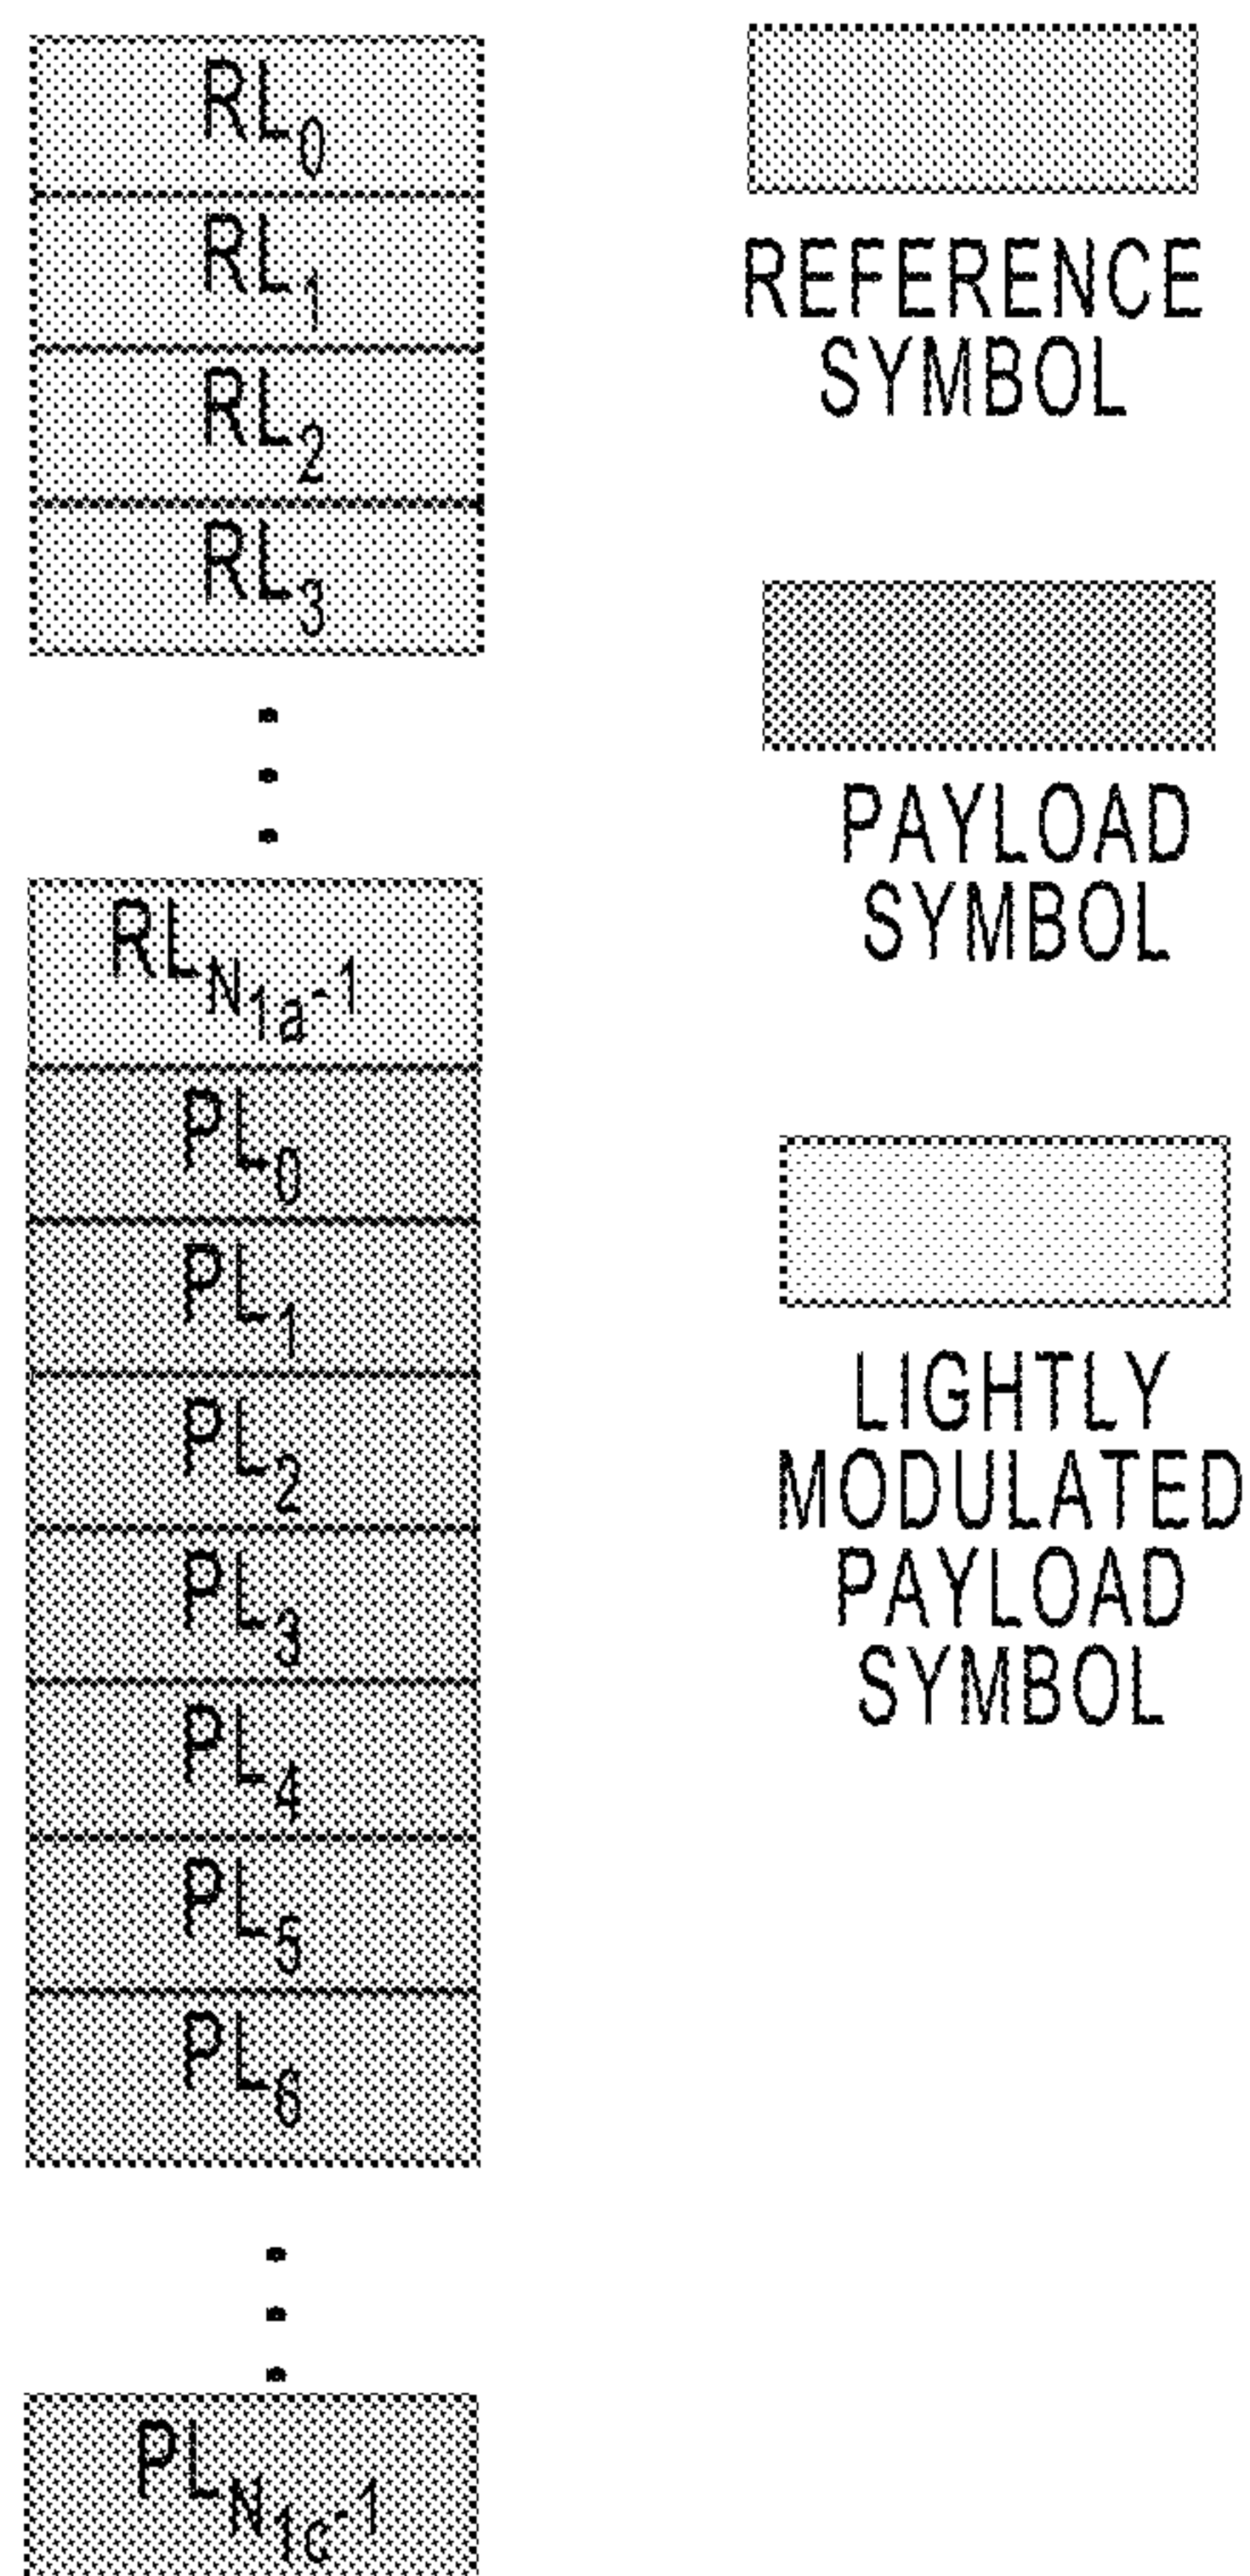 RL0
RL1
RL2
RL3
RLN1a-1
PL0
PL1
PL2
PL3
PL4
PL5
PL6
PLN1c-1
REFERENCE
SYMBOL
PAYLOAD
SYMBOL
LIGHTLY
MODULATED
PAYLOAD
SYMBOL